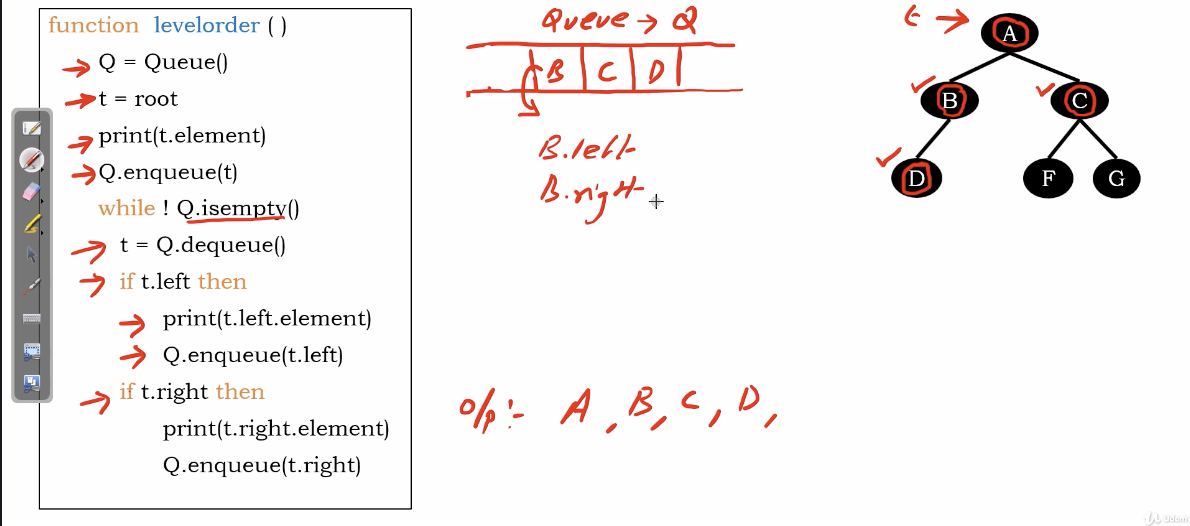 function levelorder ( )
Q = Queue()
t = root
print(t.element)
Q.enqueue(t)
while ! Q.isempty()
t = Q.dequeue()
if t.left then
print(t.left.element)
Q.enqueue(t.left)
if t.right then
print(t.right.element)
Q.enqueue(t.right)
Queue → Q
B C D
B.left
B.right
o/p :- A, B, C, D,
t → A
B C
D F G
Udemy